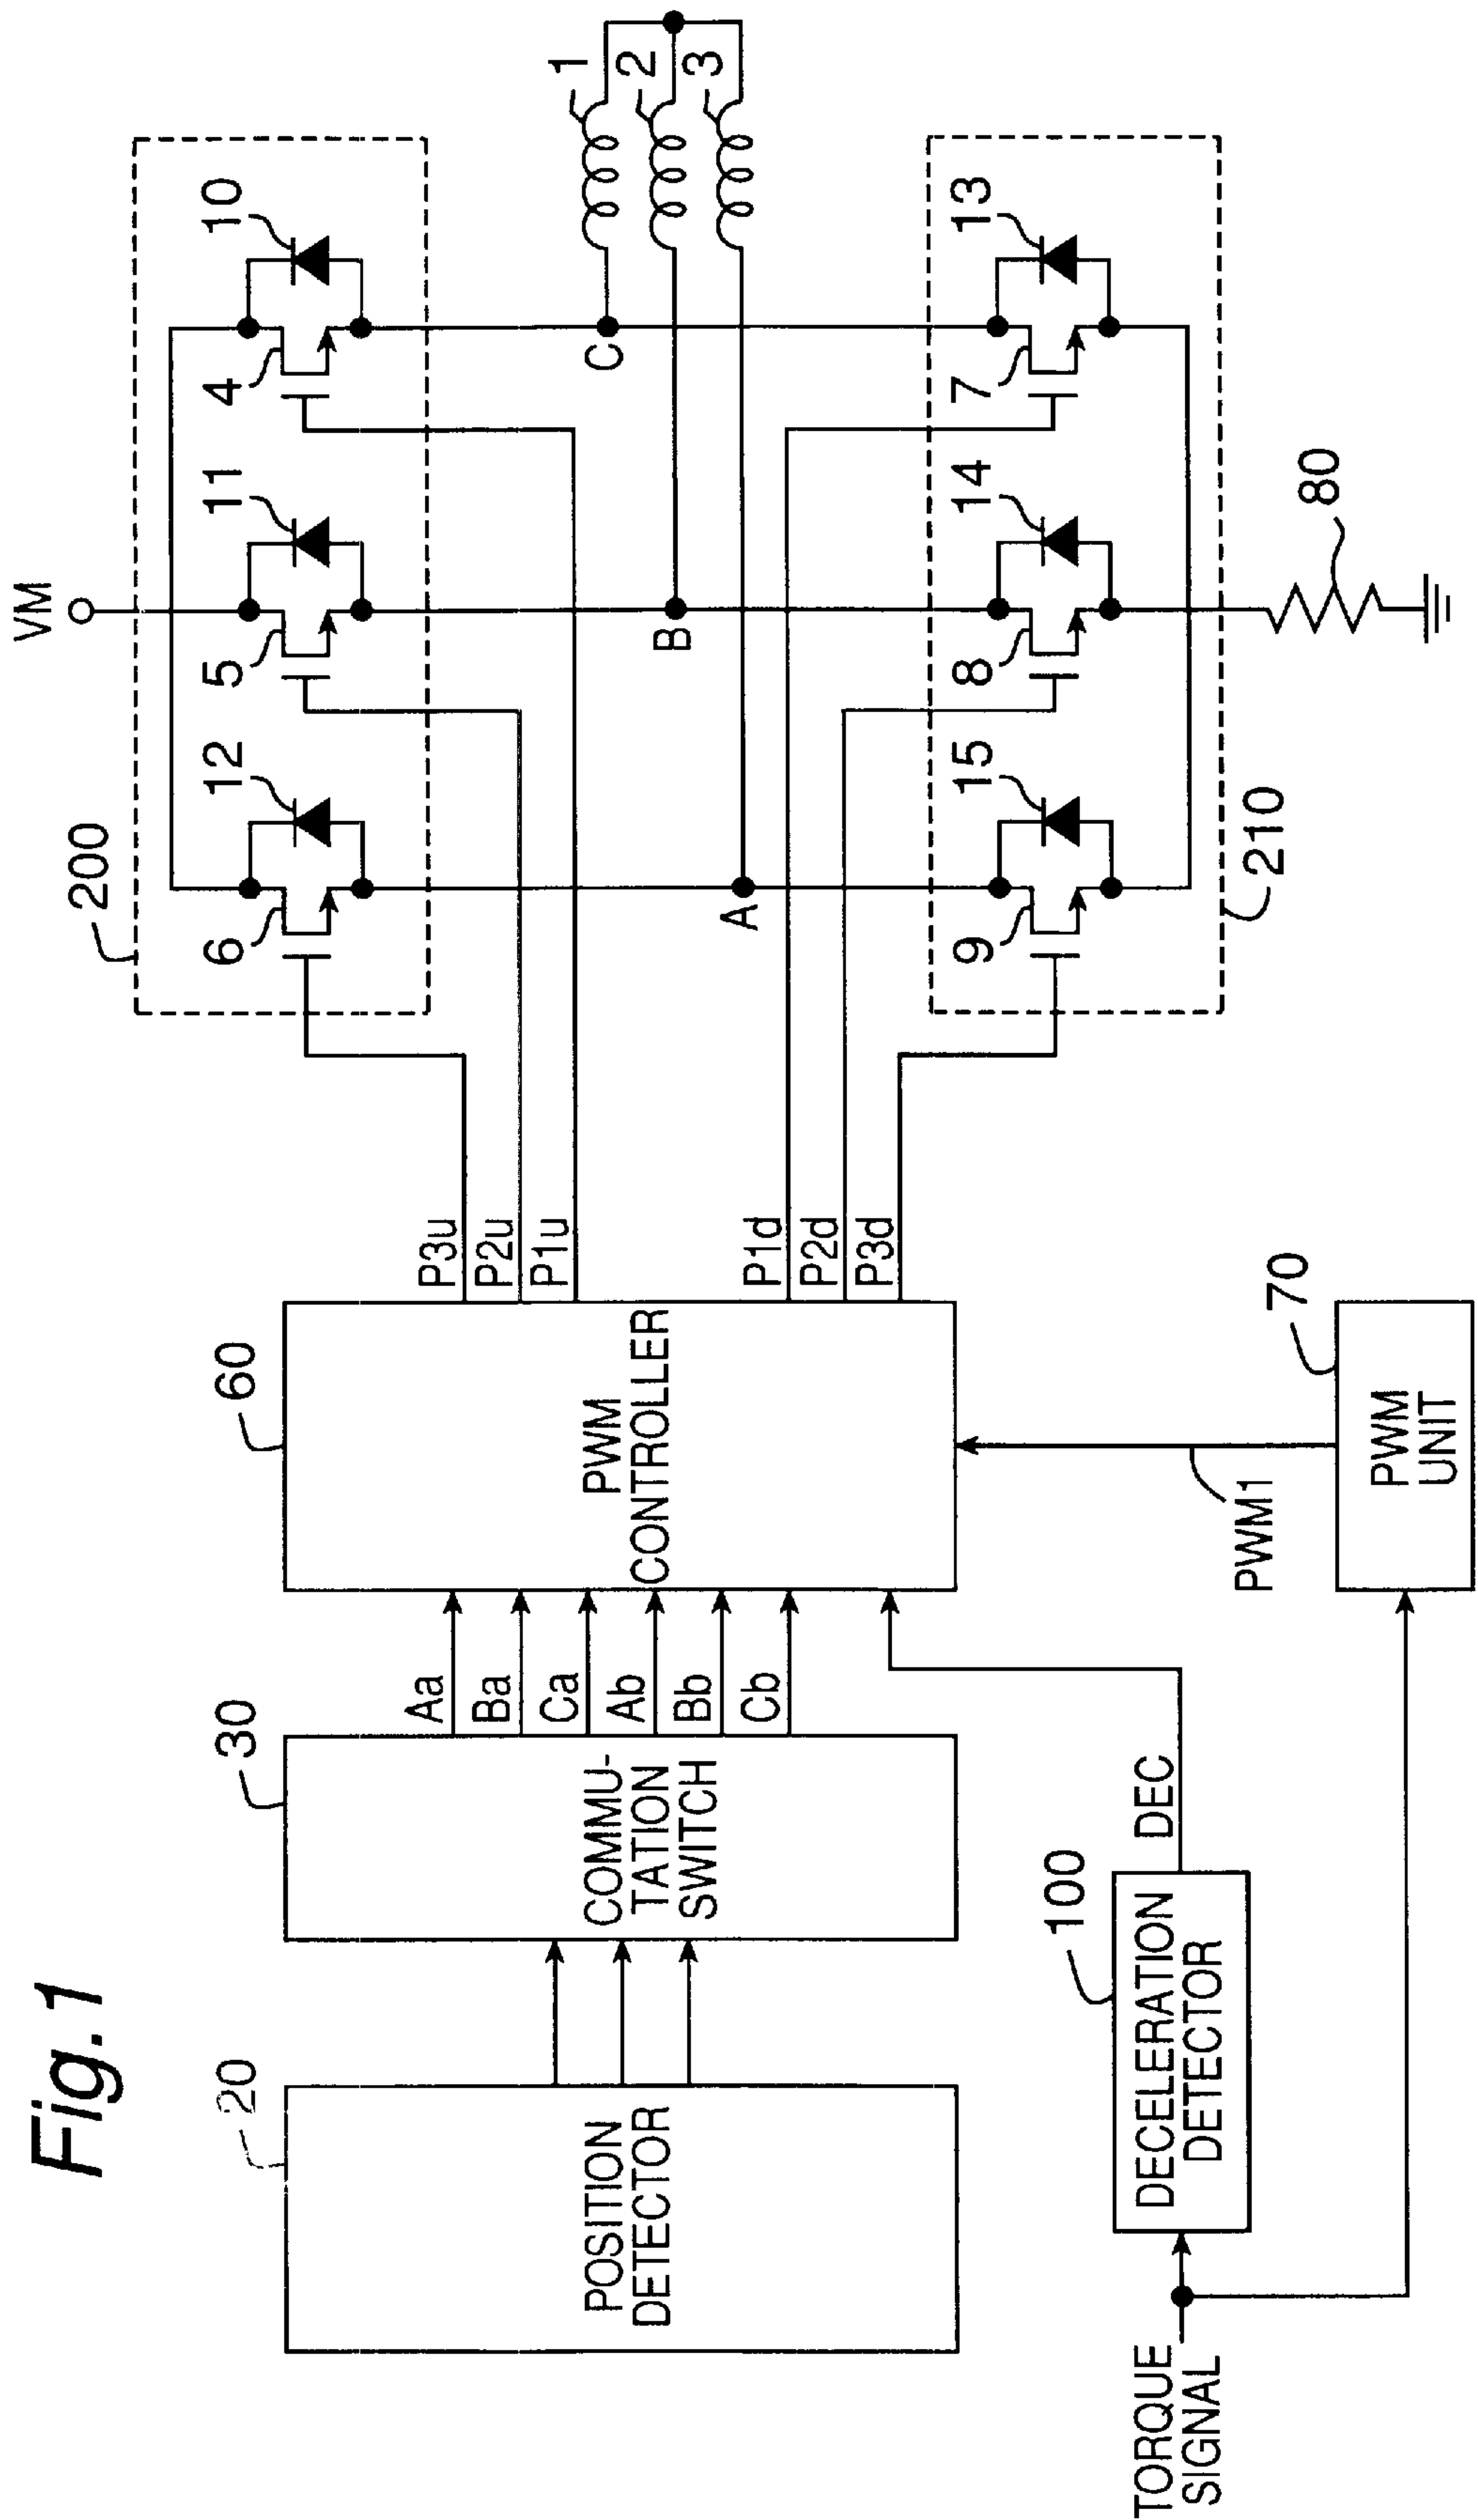 Fig.1
VM
200
12
11
10
6
5
4
1
2
3
C
B
A
15
14
13
9
8
7
210
80
20
POSITION
DETECTOR
30
COMMU-
TATION
SWITCH
Aa
Ba
Ca
Ab
Bb
Cb
60
PWM
CONTROLLER
P3u
P2u
P1u
P1d
P2d
P3d
TORQUE
SIGNAL
100
DECELERATION
DETECTOR
DEC
PWM1
70
PWM
UNIT